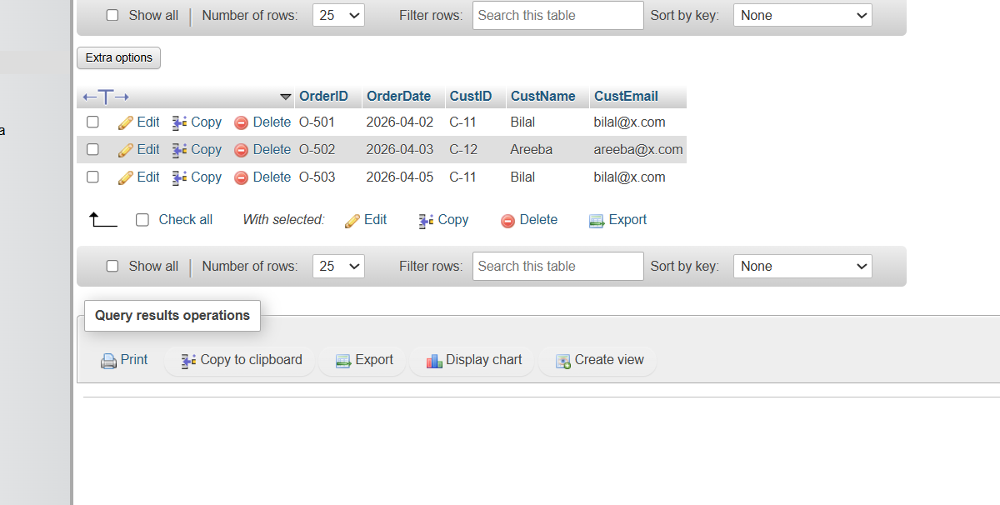 Show all Number of rows: 25 Filter rows: Search this table Sort by key: None
Extra options
OrderID OrderDate CustID CustName CustEmail
a
Edit Copy Delete O-501 2026-04-02 C-11 Bilal bilal@x.com
Edit Copy Delete O-502 2026-04-03 C-12 Areeba areeba@x.com
Edit Copy Delete O-503 2026-04-05 C-11 Bilal bilal@x.com
Check all With selected: Edit Copy Delete Export
Show all Number of rows: 25 Filter rows: Search this table Sort by key: None
Query results operations
Print Copy to clipboard Export Display chart Create view